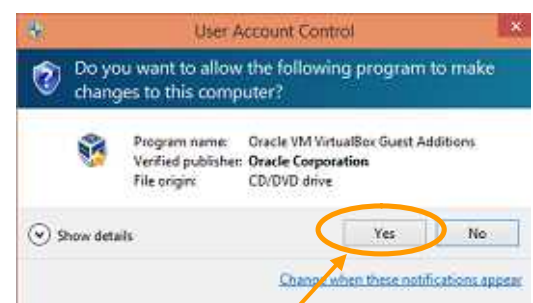 User Account Control
Do you want to allow the following program to make
changes to this computer?
Program name: Oracle VM VirtualBox Guest Additions
Verified publisher: Oracle Corporation
File origin: CD/DVD drive
Show details
Yes
No
Change when these notifications appear